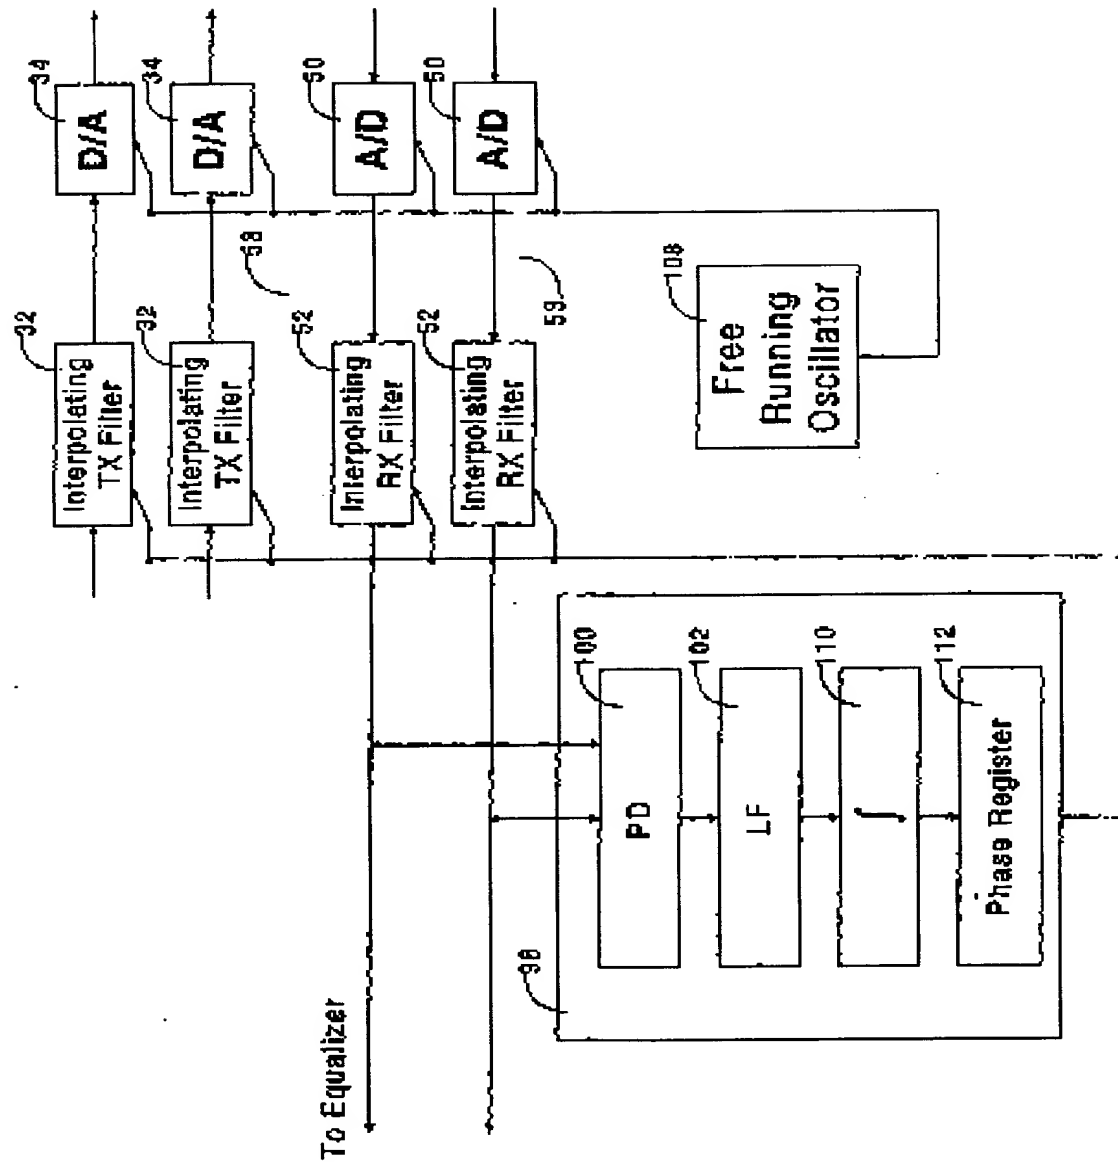 34
D/A
34
D/A
50
A/D
50
A/D
32
Interpolating
TX Filter
32
Interpolating
TX Filter
58
52
Interpolating
RX Filter
52
Interpolating
RX Filter
59
108
Free
Running
Oscillator
To Equalizer
98
100
PD
102
LF
110
∫
112
Phase Register